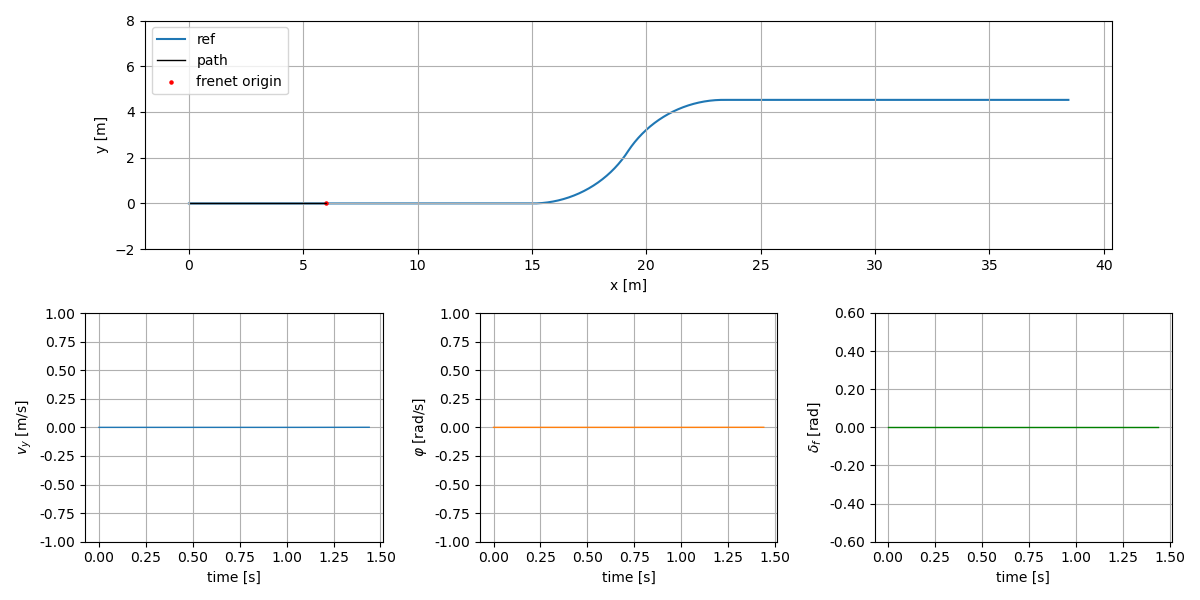 8
6
4
2
0
−2
y [m]
ref
path
frenet origin
0 5 10 15 20 25 30 35 40
x [m]
1.00
0.75
0.50
0.25
0.00
-0.25
-0.50
-0.75
-1.00
v_y [m/s]
0.00 0.25 0.50 0.75 1.00 1.25 1.50
time [s]
1.00
0.75
0.50
0.25
0.00
-0.25
-0.50
-0.75
-1.00
φ [rad/s]
0.00 0.25 0.50 0.75 1.00 1.25 1.50
time [s]
0.60
0.40
0.20
0.00
-0.20
-0.40
-0.60
δ_f [rad]
0.00 0.25 0.50 0.75 1.00 1.25 1.50
time [s]